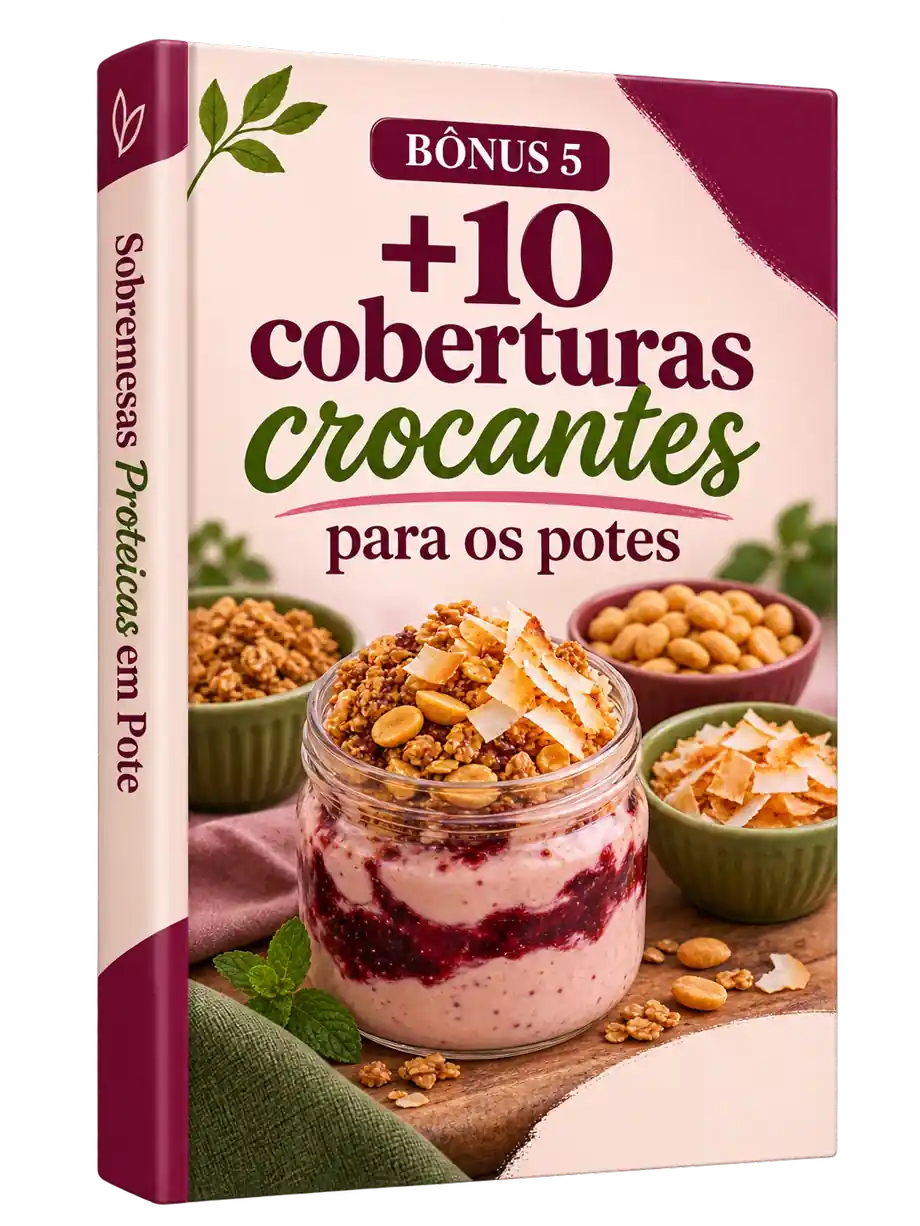 BÔNUS 5
+10
coberturas
crocantes
para os potes
Sobremesas Proteicas em Pote